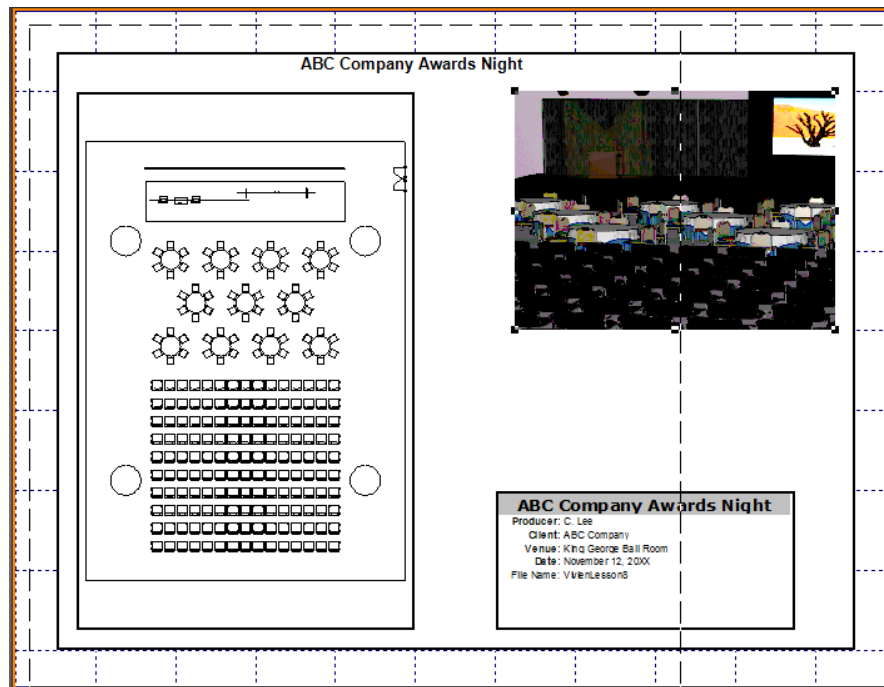 ABC Company Awards Night
ABC Company Awards Night
Producer: C. Lee
Client: ABC Company
Venue: King George Ball Room
Date: November 12, 20XX
File Name: VivienLesson8